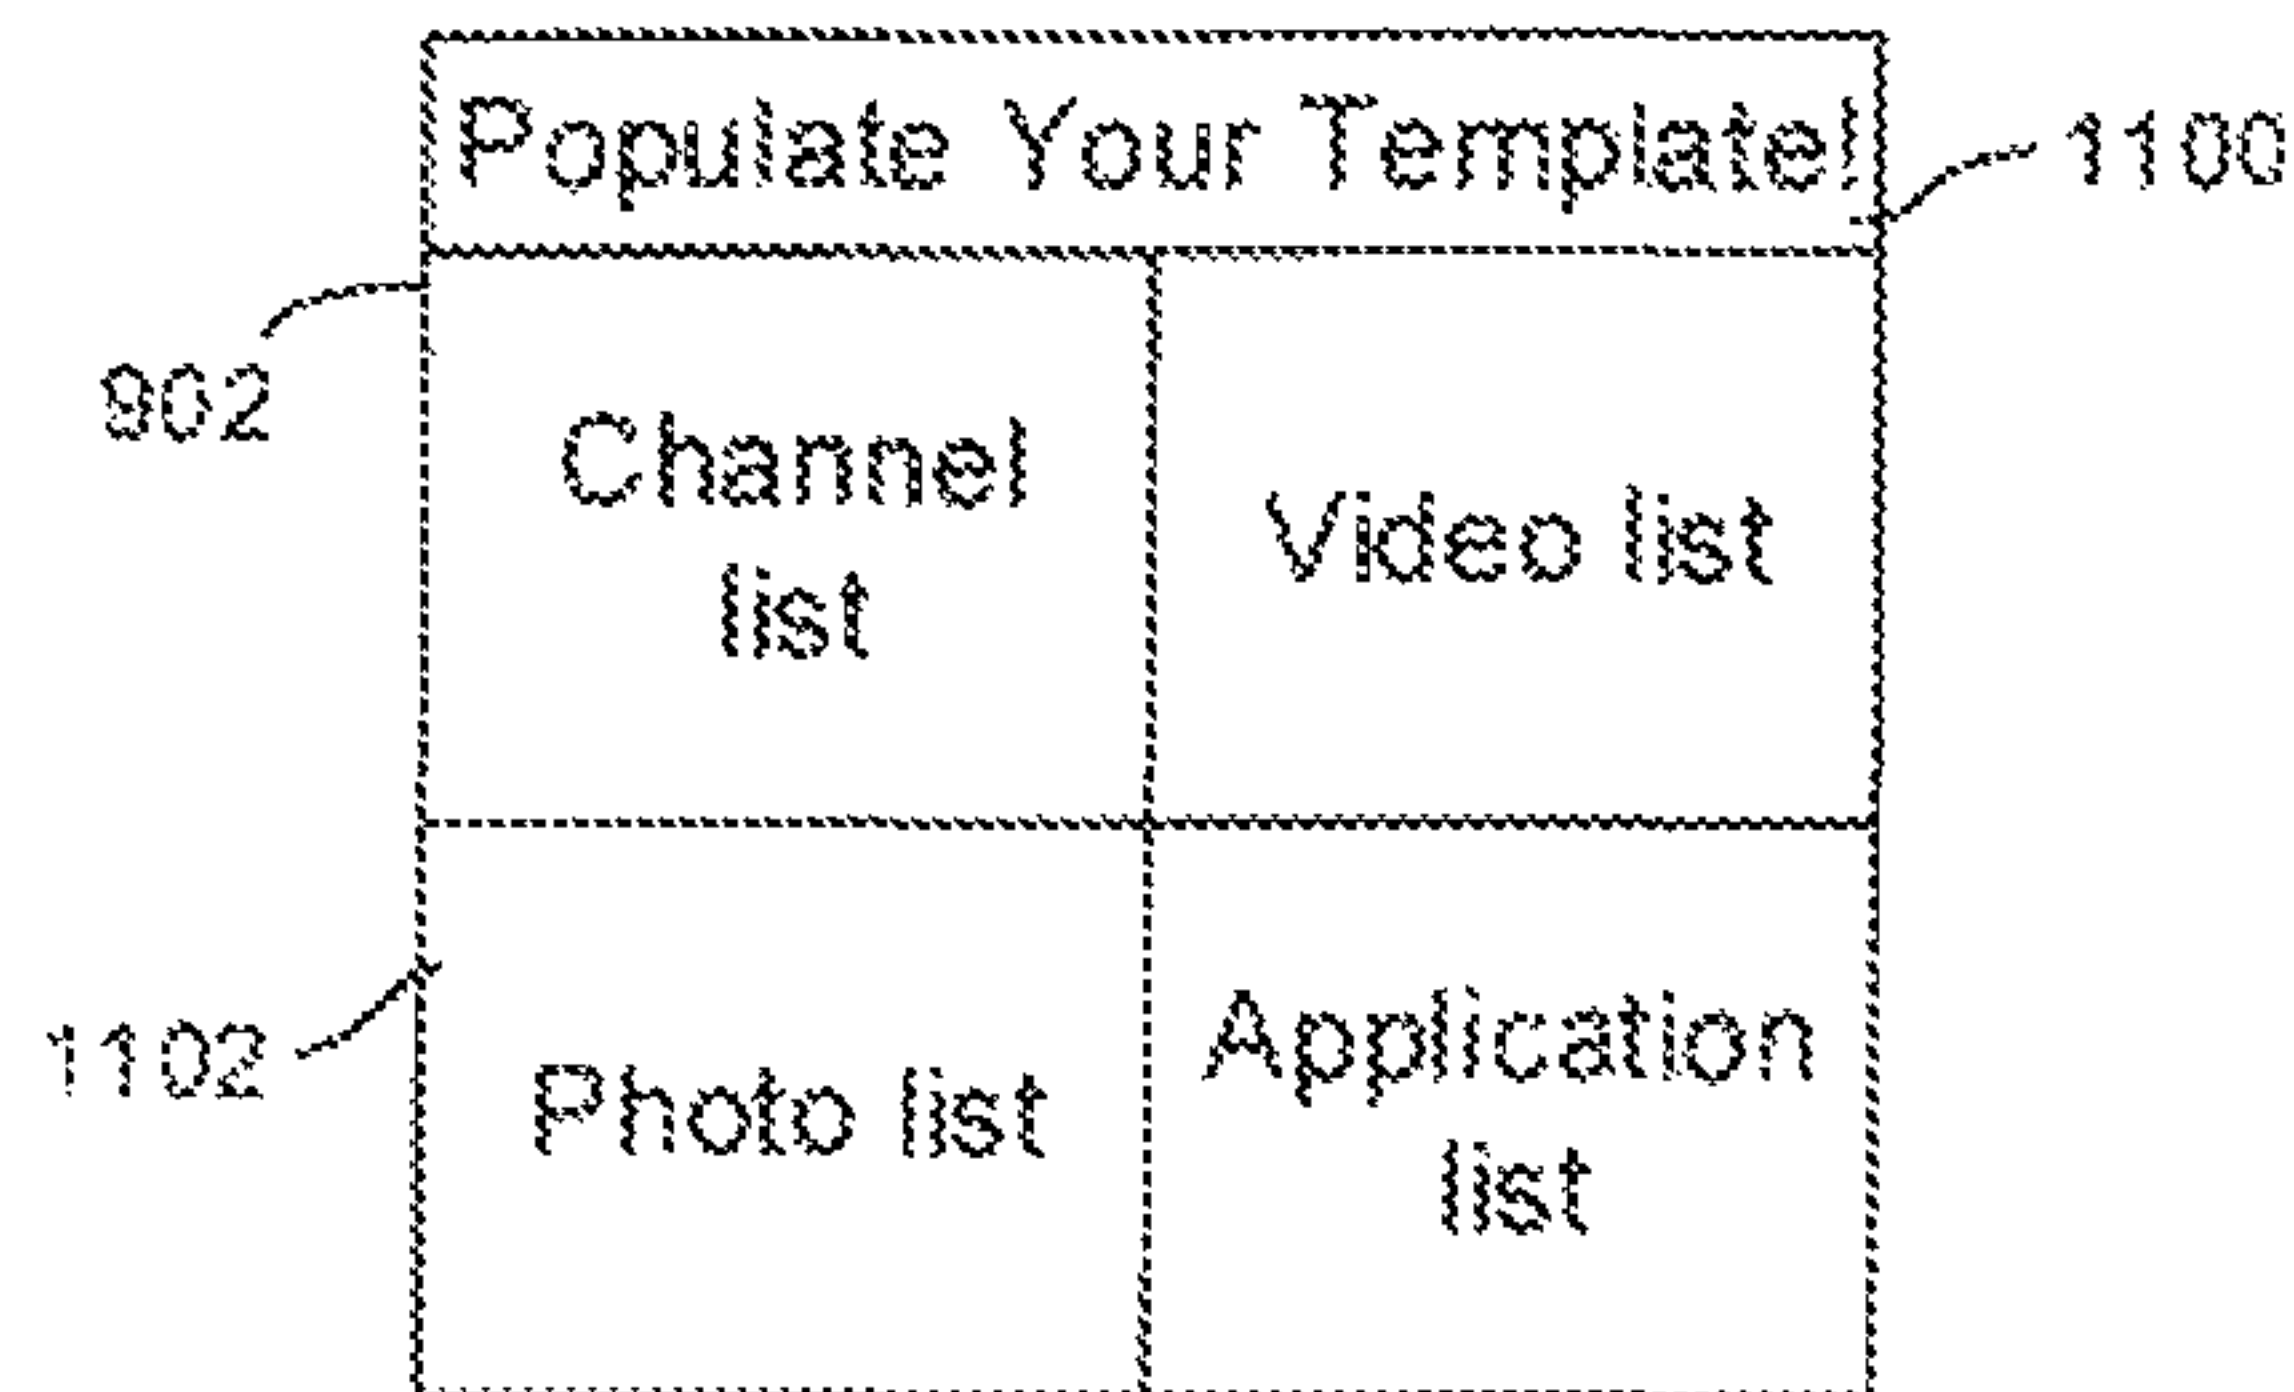 Populate Your Template!
1100
902
Channel
list
Video list
1102
Photo list
Application
list